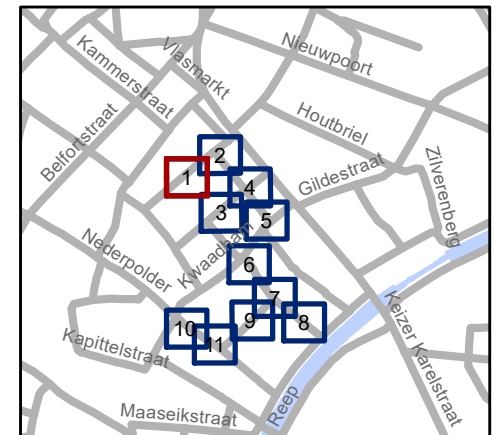 Vlasmarkt
Nieuwpoort
Kammerstraat
Houtbriel
Belfortstraat
2
Gildestraat
Zilverenberg
1
4
3
5
Kwaadham
Nederpolder
6
7
Keizer Karelstraat
10
9
8
11
Kapittelstraat
Maaseikstraat
Reep